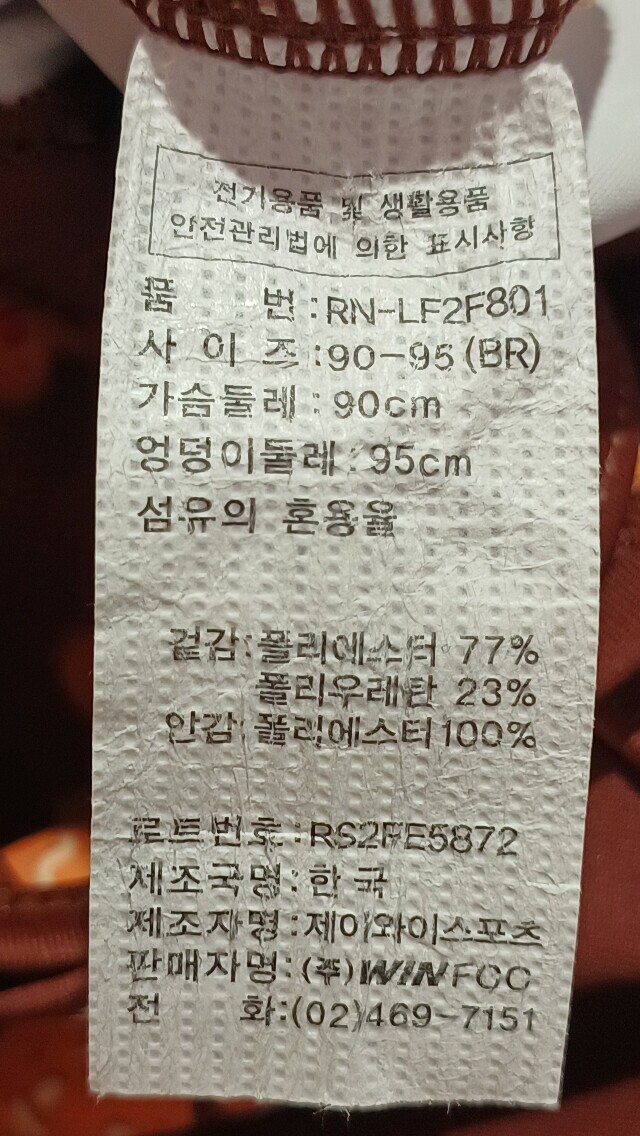 전기용품 및 생활용품
안전관리법에 의한 표시사항
품 번 : RN-LF2F801
사 이 즈 : 90-95 (BR)
가슴둘레 : 90cm
엉덩이둘레 : 95cm
섬유의 혼용율
겉감: 폴리에스터 77%
폴리우레탄 23%
안감: 폴리에스터 100%
로트번호 : RS2FE5872
제조국명 : 한 국
제조자명 : 제이와이스포츠
판매자명 : (주) WINFCC
전 화:(02)469-7151